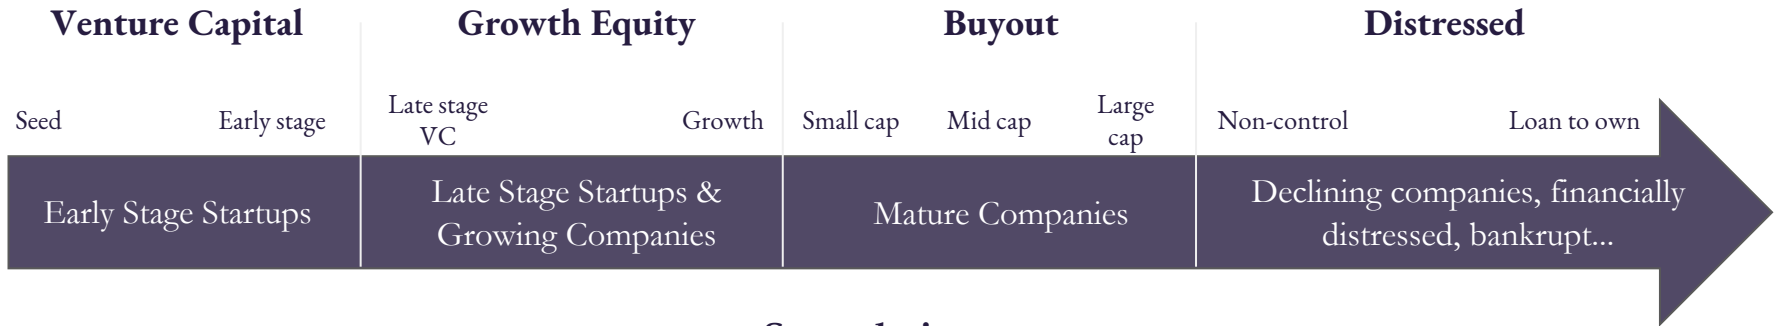 Venture Capital
Growth Equity
Buyout
Distressed
Seed
Early stage
Late stage
VC
Growth
Small cap
Mid cap
Large
cap
Non-control
Loan to own
Early Stage Startups
Late Stage Startups &
Growing Companies
Mature Companies
Declining companies, financially
distressed, bankrupt...